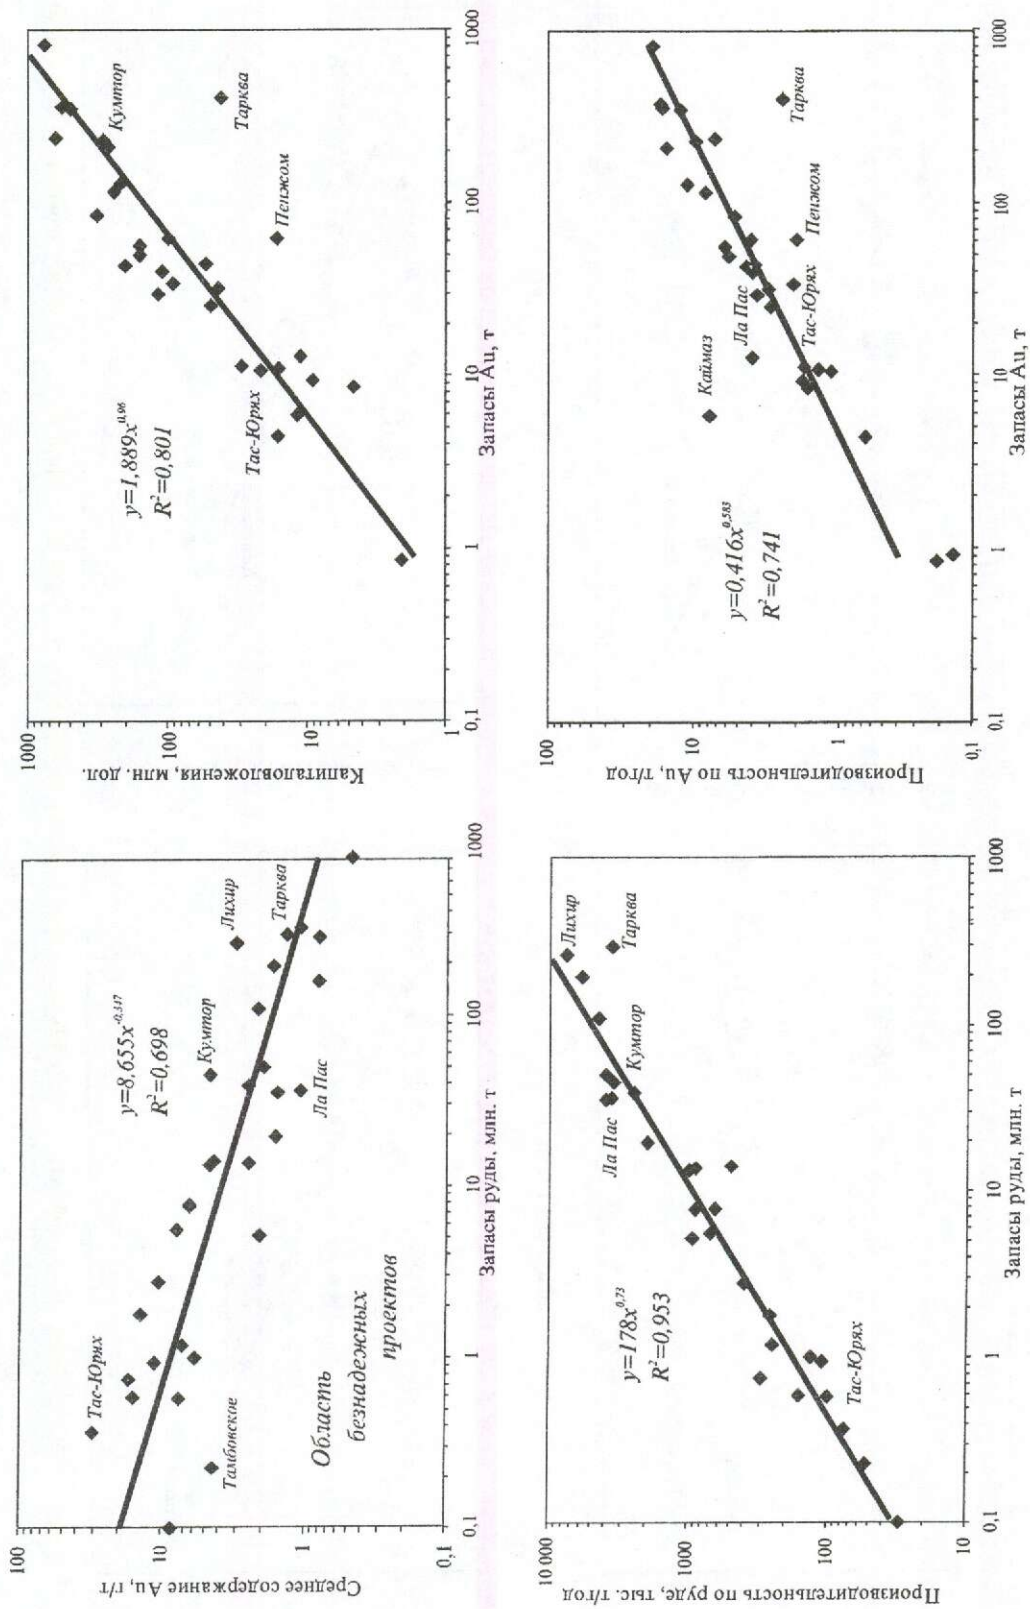 Среднее содержание Au, г/т
100
10
1
0,1
0,1
1
10
100
1000
Запасы руды, млн. т
y=8,655x^-0,347
R²=0,698
Тас-Юрях
Тамбовское
Кумтор
Лихир
Тарква
Ла Пас
Область
безнадежных
проектов
Капиталовложения, млн. дол.
1000
100
10
1
0,1
1
10
100
1000
Запасы Au, т
y=1,889x^0,96
R²=0,801
Тас-Юрях
Кумтор
Пенжом
Тарква
Производительность по руде, тыс. т/год
10 000
1000
100
10
0,1
1
10
100
1000
Запасы руды, млн. т
y=178x^0,73
R²=0,953
Ла Пас
Кумтор
Лихир
Тарква
Тас-Юрях
Производительность по Au, т/год
100
10
1
0,1
0,1
1
10
100
1000
Запасы Au, т
y=0,416x^0,583
R²=0,741
Каймаз
Ла Пас
Тас-Юрях
Пенжом
Тарква